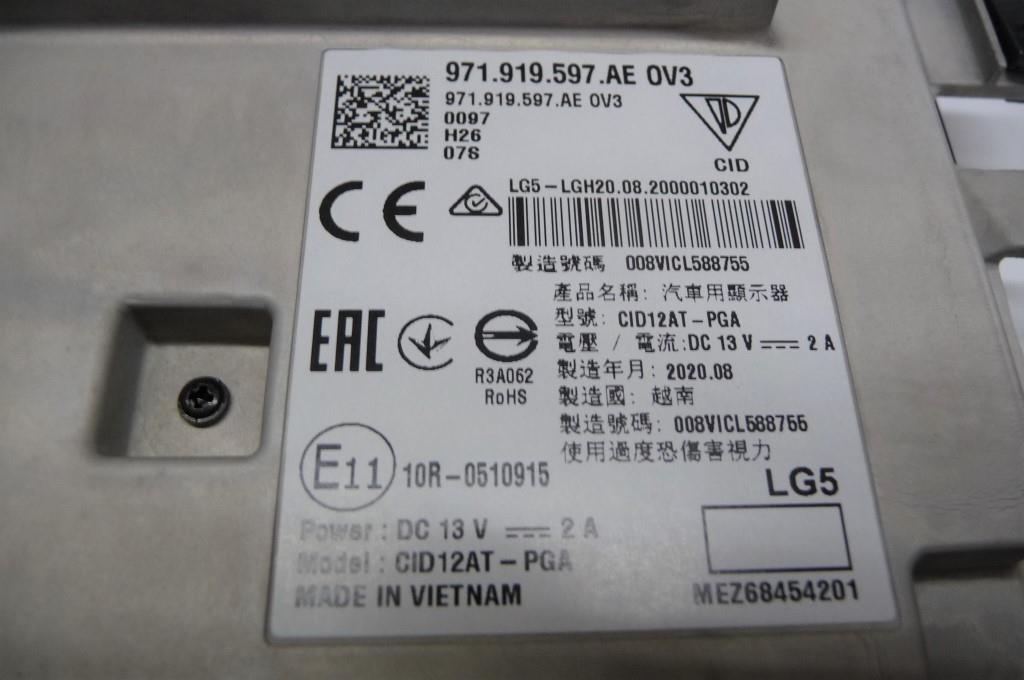 971.919.597.AE 0V3
971.919.597.AE 0V3
0097
H26
07S
CID
CE
LG5-LGH20.08.2000010302
製造號碼 008VICL588755
產品名稱: 汽車用顯示器
型號: CID12AT-PGA
電壓 / 電流:DC 13 V 2 A
製造年月: 2020.08
製造國: 越南
製造號碼: 008VICL588755
使用過度恐傷害視力
EAC
R3A062
RoHS
E11 10R-0510915
LG5
Power : DC 13 V 2 A
Model : CID12AT-PGA
MADE IN VIETNAM
MEZ68454201